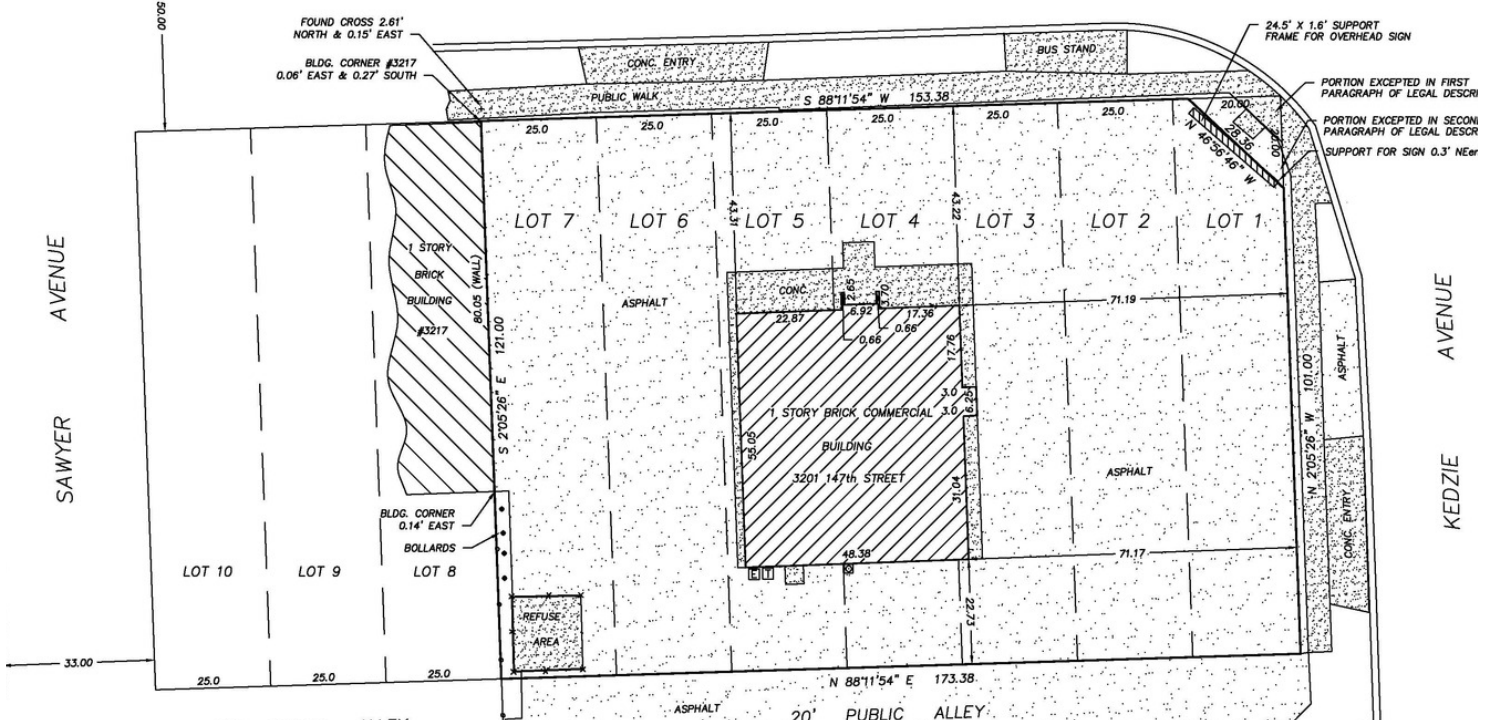 50.00
FOUND CROSS 2.61'
NORTH & 0.15' EAST
BLDG. CORNER #3217
0.06' EAST & 0.27' SOUTH
CONC. ENTRY
BUS STAND
24.5' X 1.6' SUPPORT
FRAME FOR OVERHEAD SIGN
PUBLIC WALK
S 88°11'54" W 153.38
PORTION EXCEPTED IN FIRST
PARAGRAPH OF LEGAL DESCRI
PORTION EXCEPTED IN SECON
PARAGRAPH OF LEGAL DESCR
SUPPORT FOR SIGN 0.3' NEer
25.0
25.0
25.0
25.0
25.0
25.0
20.00
20.00
28.36
N 46°56'46" W
LOT 7
LOT 6
LOT 5
LOT 4
LOT 3
LOT 2
LOT 1
43.31
43.22
SAWYER AVENUE
1 STORY
BRICK
BUILDING
#3217
80.05 (WALL)
S 2°05'26" E 121.00
ASPHALT
CONC.
2.65
3.70
22.87
6.92
17.36
0.66
0.66
71.19
17.76
3.0
3.0
6.25
1 STORY BRICK COMMERCIAL
BUILDING
3201 147th STREET
55.05
31.04
48.38
ASPHALT
N 2°05'26" W 101.00
ASPHALT
CONC. ENTRY
KEDZIE AVENUE
BLDG. CORNER
0.14' EAST
BOLLARDS
LOT 10
LOT 9
LOT 8
E
T
71.17
22.73
REFUSE
AREA
33.00
25.0
25.0
25.0
N 88°11'54" E 173.38
ASPHALT
20' PUBLIC ALLEY